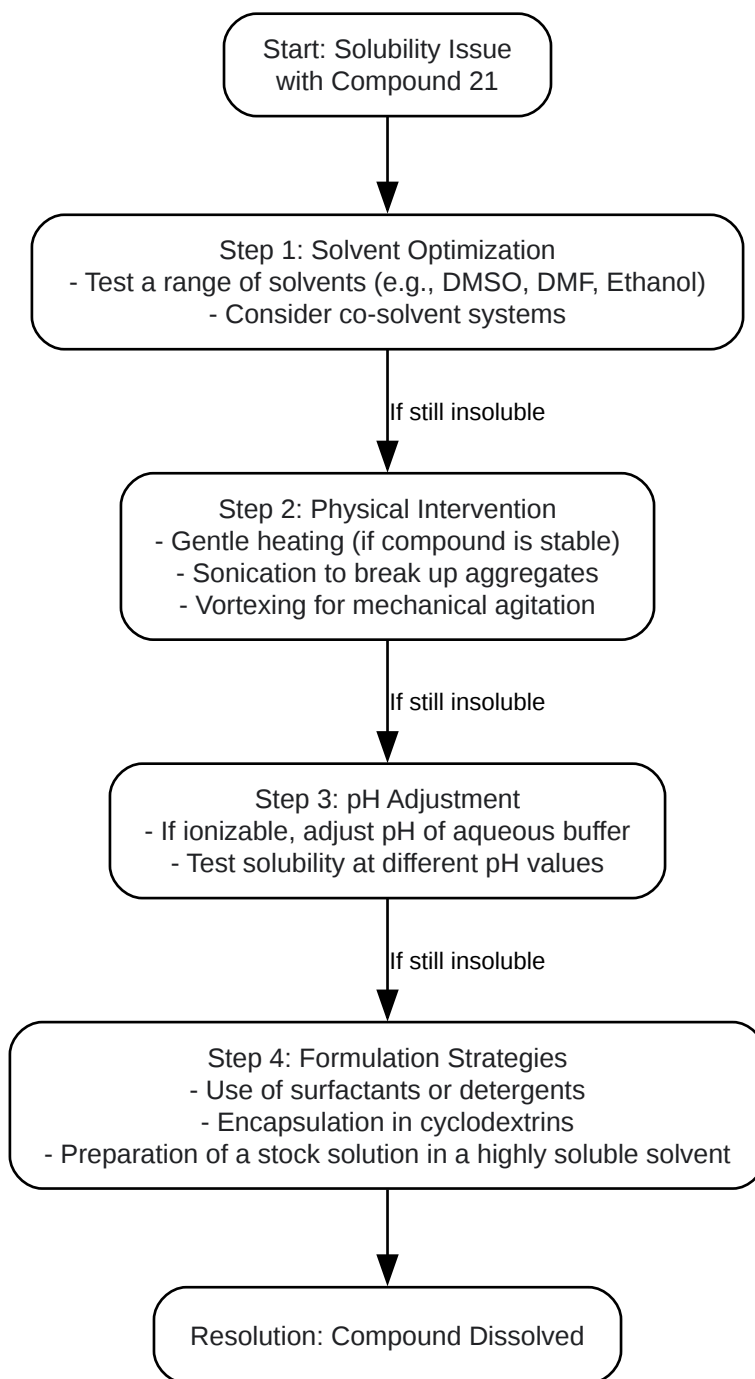 Start: Solubility Issue
with Compound 21
Step 1: Solvent Optimization
- Test a range of solvents (e.g., DMSO, DMF, Ethanol)
- Consider co-solvent systems
If still insoluble
Step 2: Physical Intervention
- Gentle heating (if compound is stable)
- Sonication to break up aggregates
- Vortexing for mechanical agitation
If still insoluble
Step 3: pH Adjustment
- If ionizable, adjust pH of aqueous buffer
- Test solubility at different pH values
If still insoluble
Step 4: Formulation Strategies
- Use of surfactants or detergents
- Encapsulation in cyclodextrins
- Preparation of a stock solution in a highly soluble solvent
Resolution: Compound Dissolved